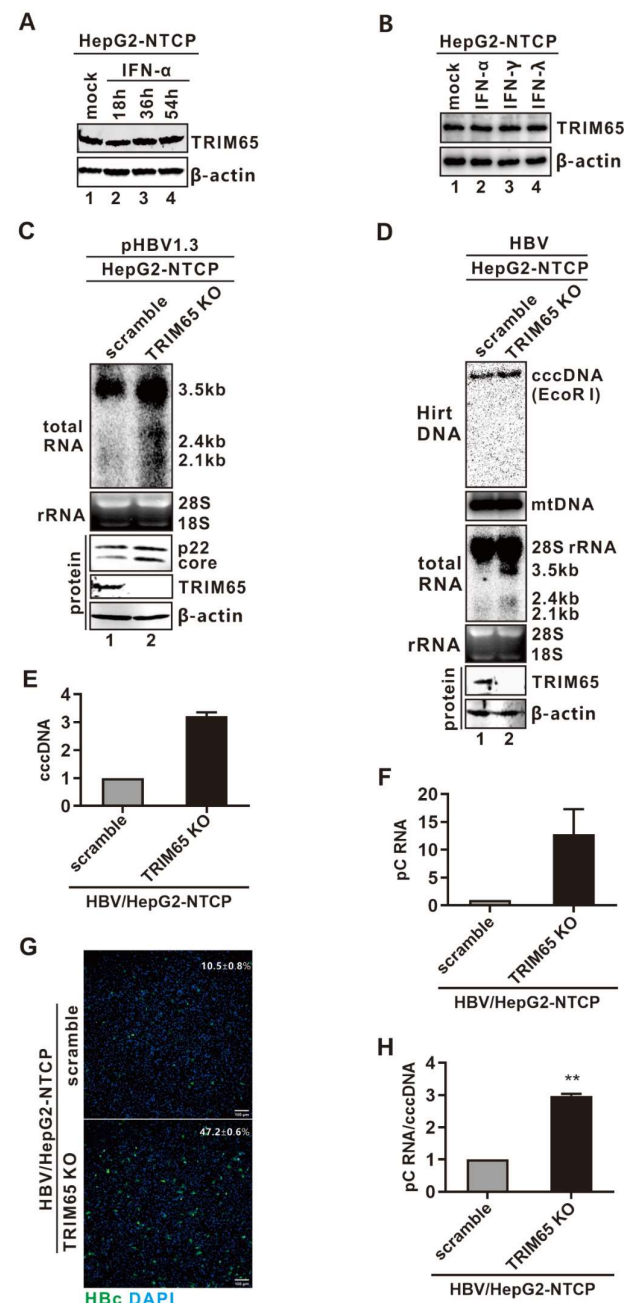 A
HepG2-NTCP
IFN-α
mock
18h
36h
54h
TRIM65
β-actin
1 2 3 4
B
HepG2-NTCP
mock
IFN-α
IFN-γ
IFN-λ
TRIM65
β-actin
1 2 3 4
C
pHBV1.3
HepG2-NTCP
scramble
TRIM65 KO
total RNA
3.5kb
2.4kb
2.1kb
rRNA
28S
18S
protein
p22
core
TRIM65
β-actin
1 2
D
HBV
HepG2-NTCP
scramble
TRIM65 KO
Hirt DNA
cccDNA
(EcoR I)
mtDNA
total RNA
28S rRNA
3.5kb
2.4kb
2.1kb
rRNA
28S
18S
protein
TRIM65
β-actin
1 2
E
cccDNA
4
3
2
1
0
scramble
TRIM65 KO
HBV/HepG2-NTCP
F
pC RNA
20
15
10
5
0
scramble
TRIM65 KO
HBV/HepG2-NTCP
G
HBV/HepG2-NTCP
scramble
TRIM65 KO
10.5±0.8%
100 μm
47.2±0.6%
100 μm
HBc DAPI
H
pC RNA/cccDNA
4
3
2
1
0
**
scramble
TRIM65 KO
HBV/HepG2-NTCP